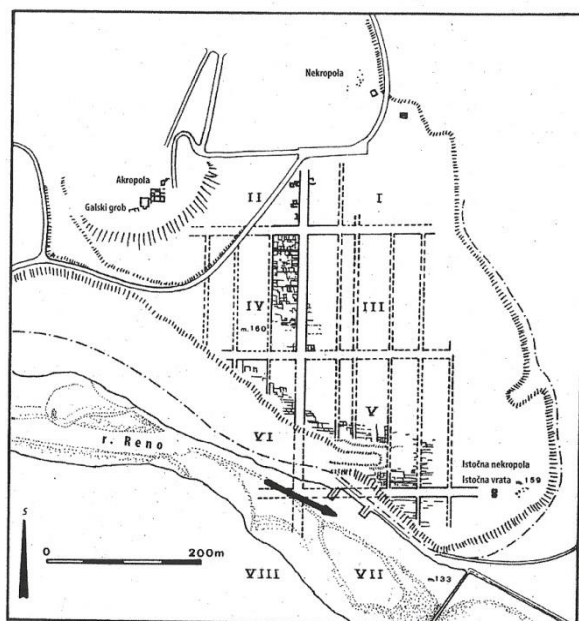 Nekropola
Akropola
Galski grob
II
I
IV
III
m.160
V
VI
r. Reno
Istočna nekropola
Istočna vrata
m.159
S
0
200m
VIII
VII
m.133